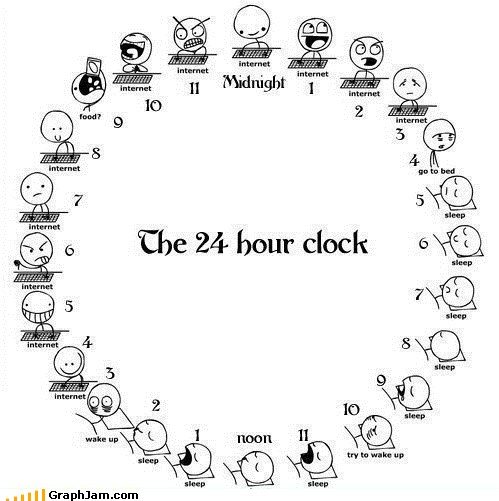 internet
Midnight
internet
1
internet
2
internet
3
4
go to bed
5
sleep
6
sleep
7
sleep
8
sleep
9
sleep
10
try to wake up
11
sleep
noon
sleep
1
sleep
2
sleep
3
wake up
4
internet
5
internet
6
internet
7
internet
8
internet
9
food?
10
internet
11
internet
The 24 hour clock
GraphJam.com